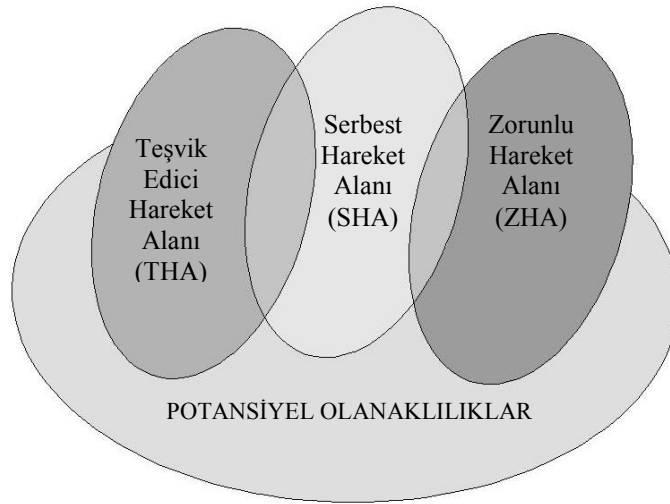 Teşvik
Edici
Hareket
Alanı
(THA)
Serbest
Hareket
Alanı
(SHA)
Zorunlu
Hareket
Alanı
(ZHA)
POTANSİYEL OLANAKLILIKLAR